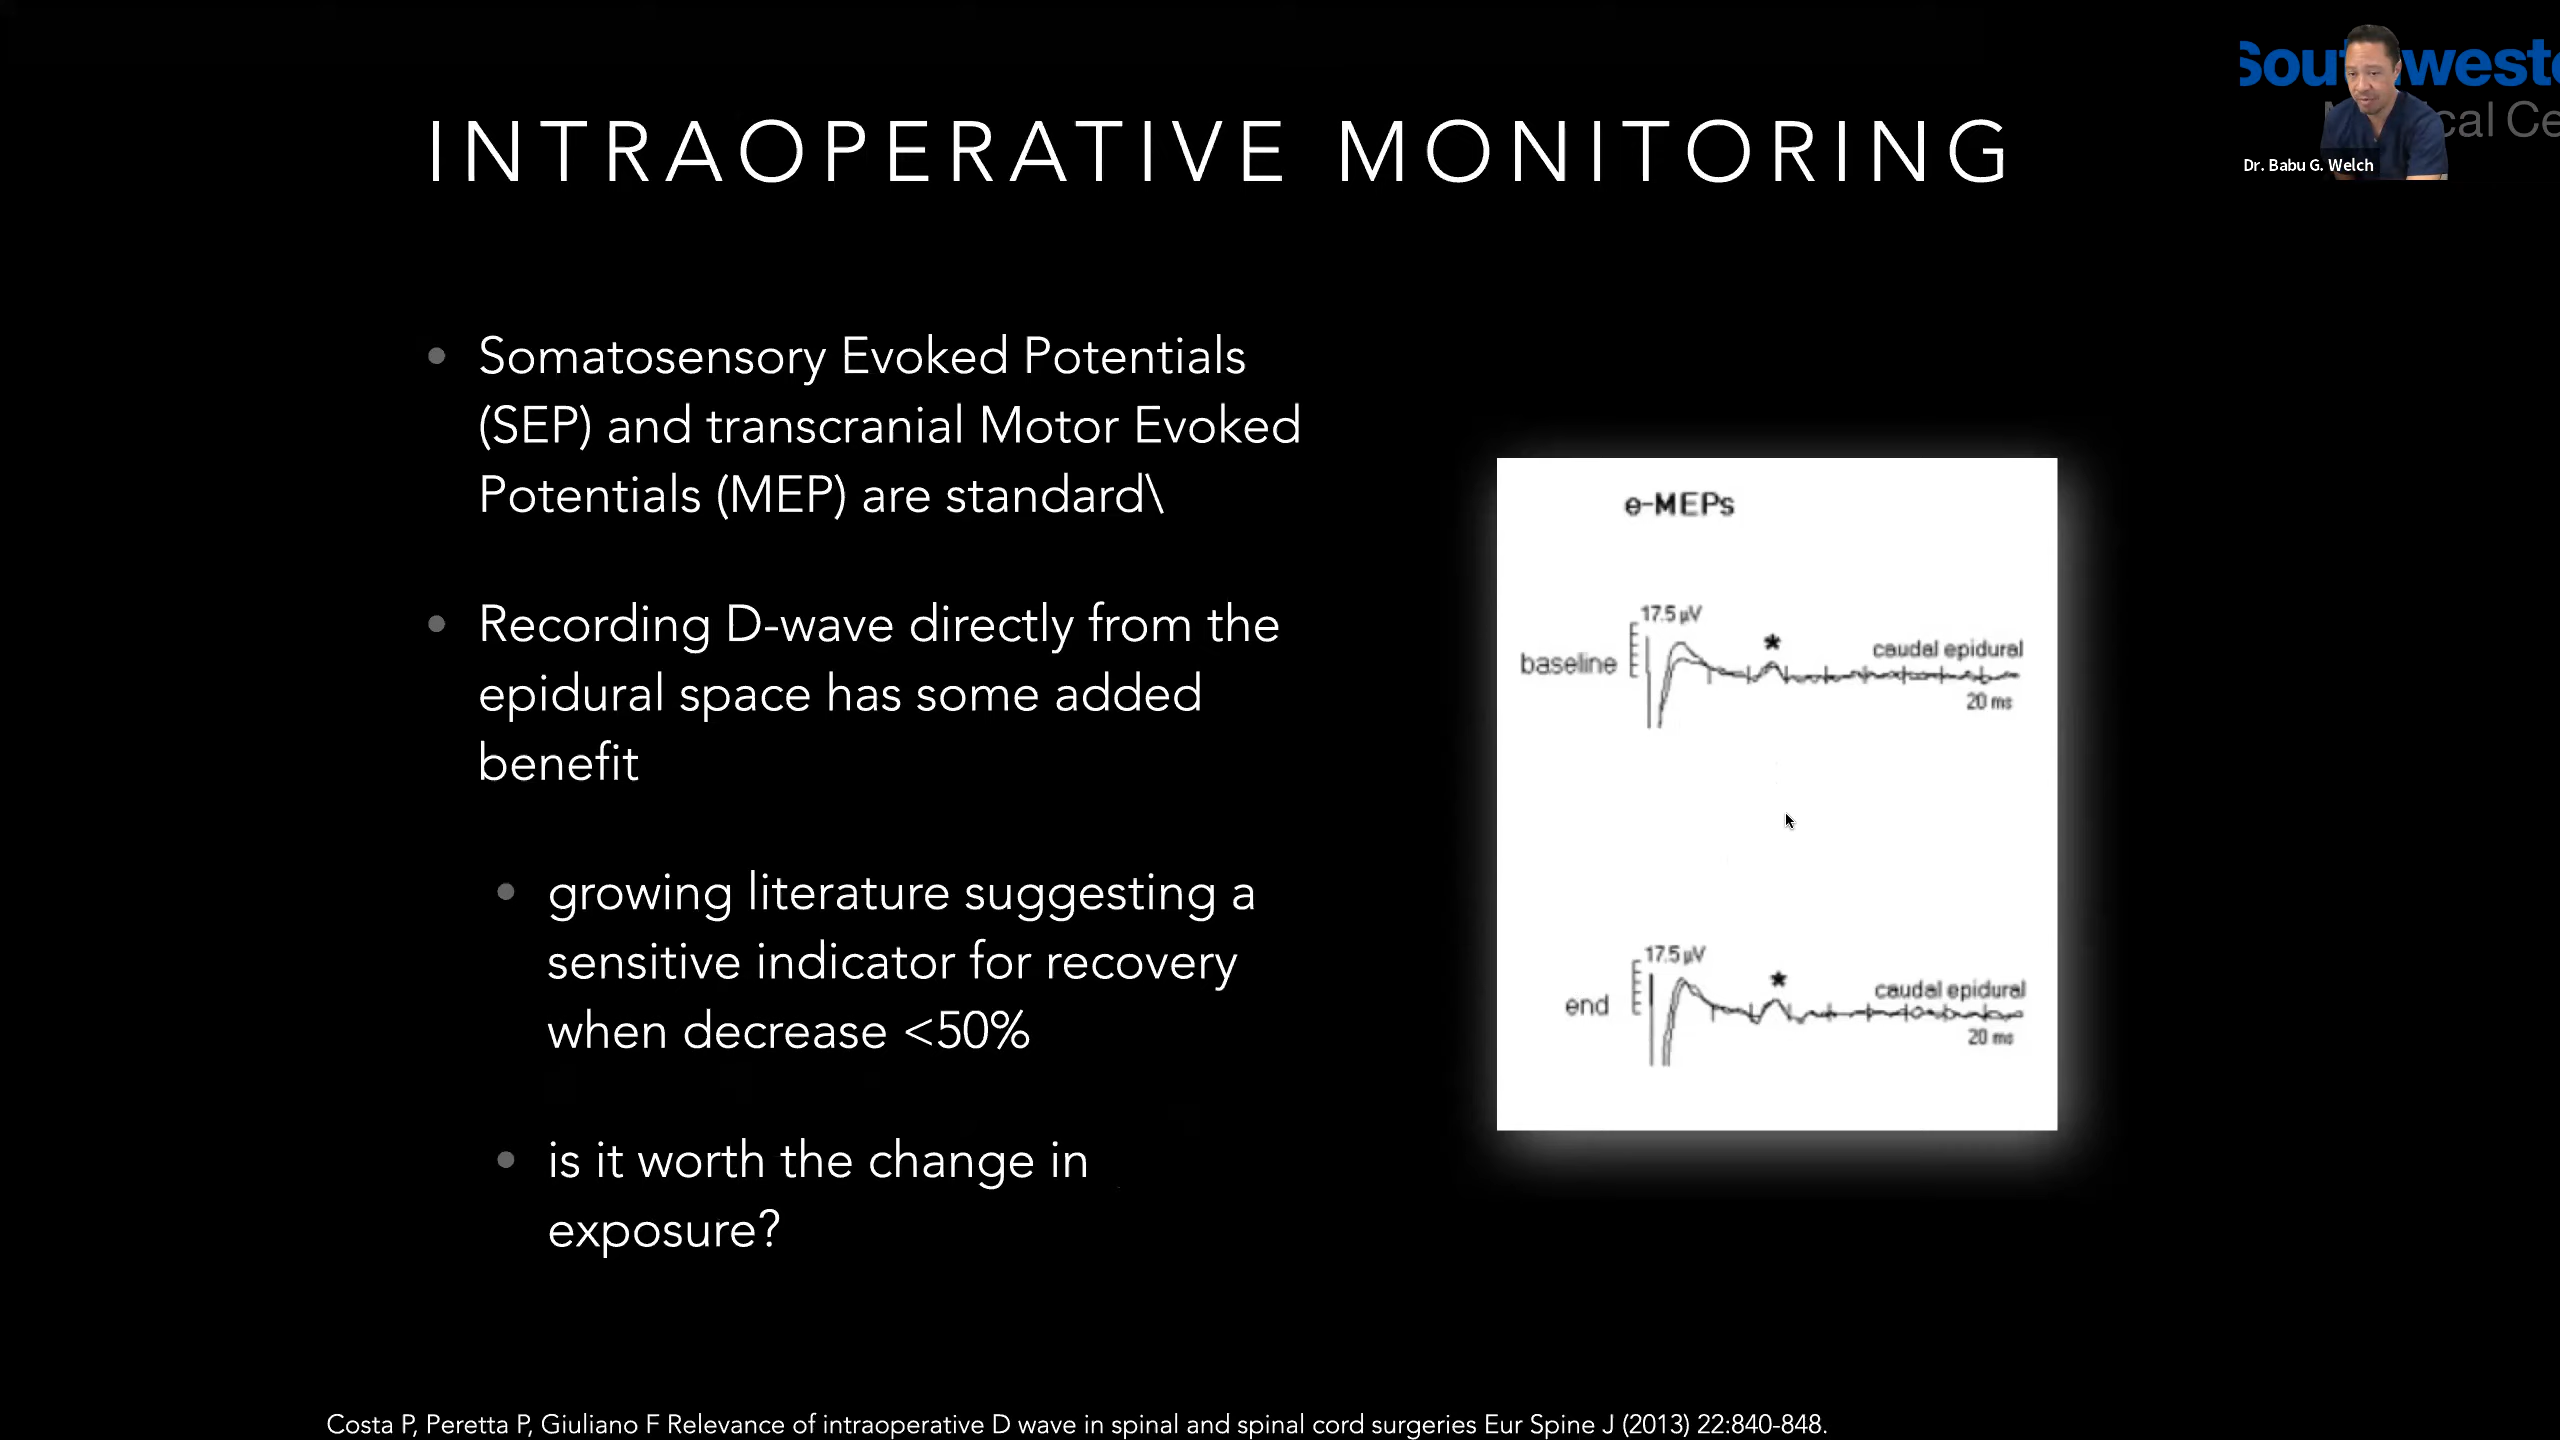 INTRAOPERATIVE MONITORING
Dr. Babu G. Welch
• Somatosensory Evoked Potentials
(SEP) and transcranial Motor Evoked
Potentials (MEP) are standard\
• Recording D-wave directly from the
epidural space has some added
benefit
• growing literature suggesting a
sensitive indicator for recovery
when decrease <50%
• is it worth the change in
exposure?
e-MEPs
17.5 µV
*
baseline
caudal epidural
20 ms
17.5 µV
*
end
caudal epidural
20 ms
Costa P, Peretta P, Giuliano F Relevance of intraoperative D wave in spinal and spinal cord surgeries Eur Spine J (2013) 22:840-848.